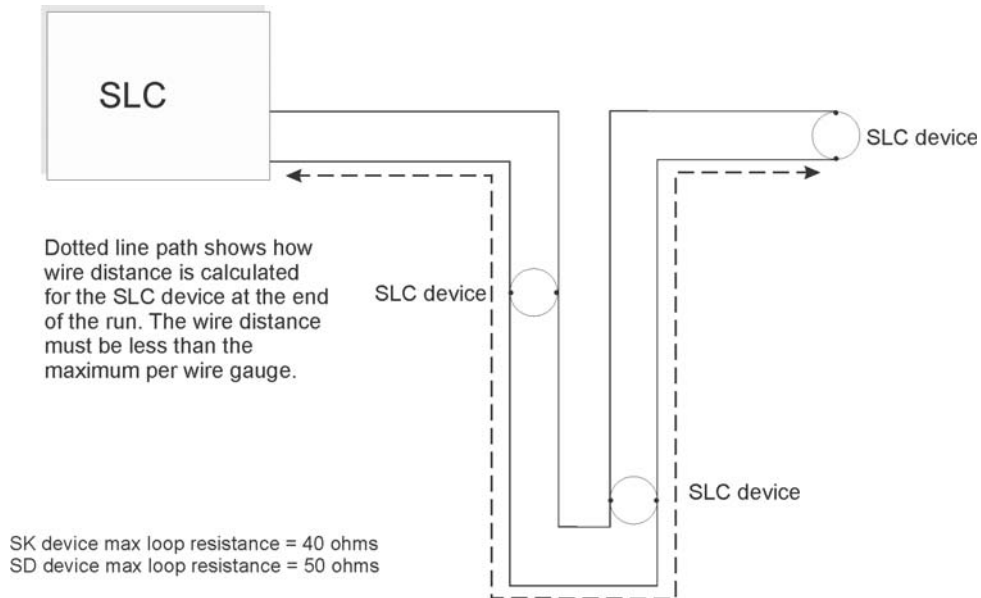 SLC
SLC device
Dotted line path shows how
wire distance is calculated
for the SLC device at the end
of the run. The wire distance
must be less than the
maximum per wire gauge.
SLC device
SLC device
SK device max loop resistance = 40 ohms
SD device max loop resistance = 50 ohms